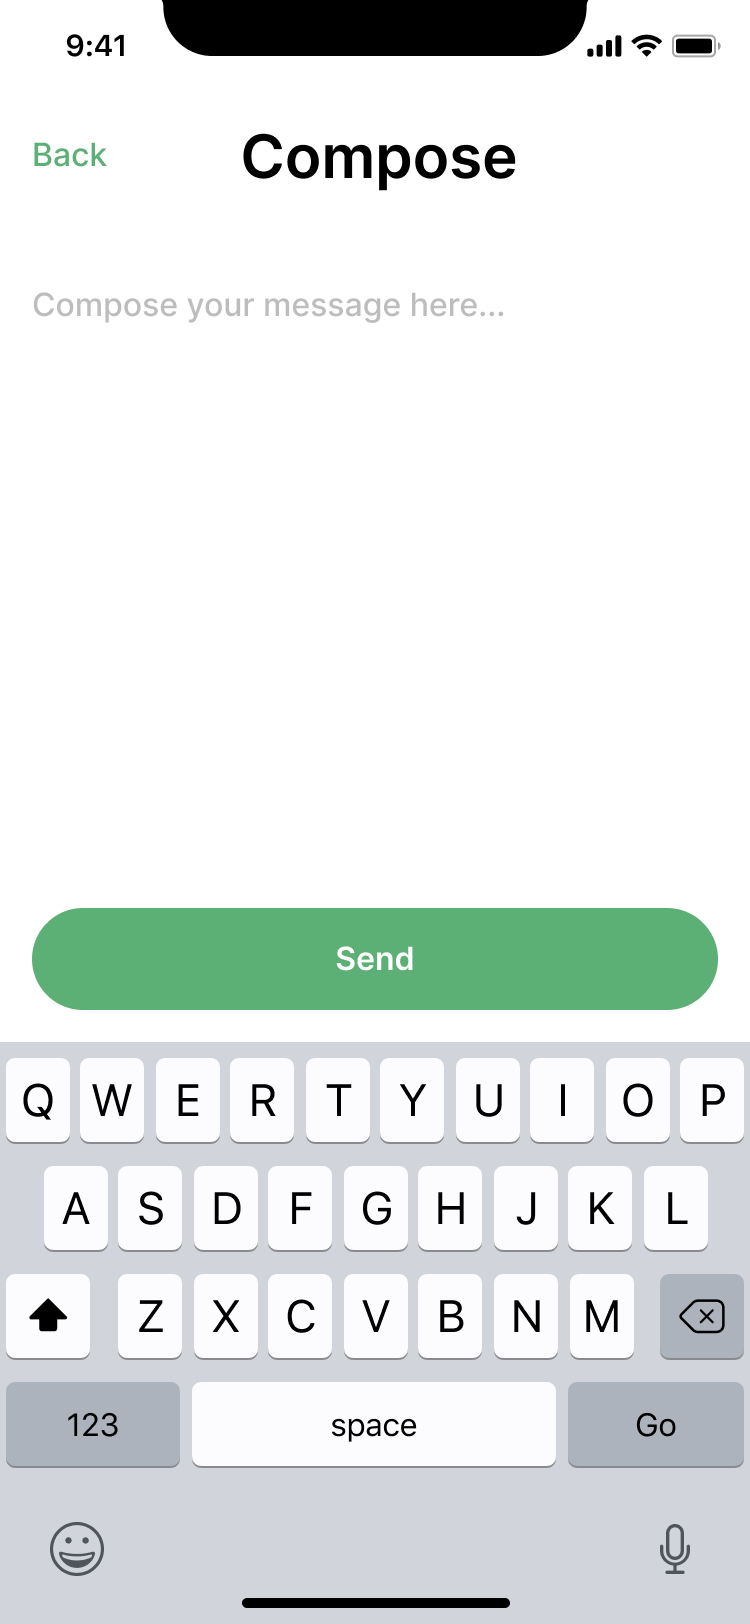 9:41
Back Compose
Compose your message here...
Send
Q W E R T Y U I O P
A S D F G H J K L
Z X C V B N M
123 space Go